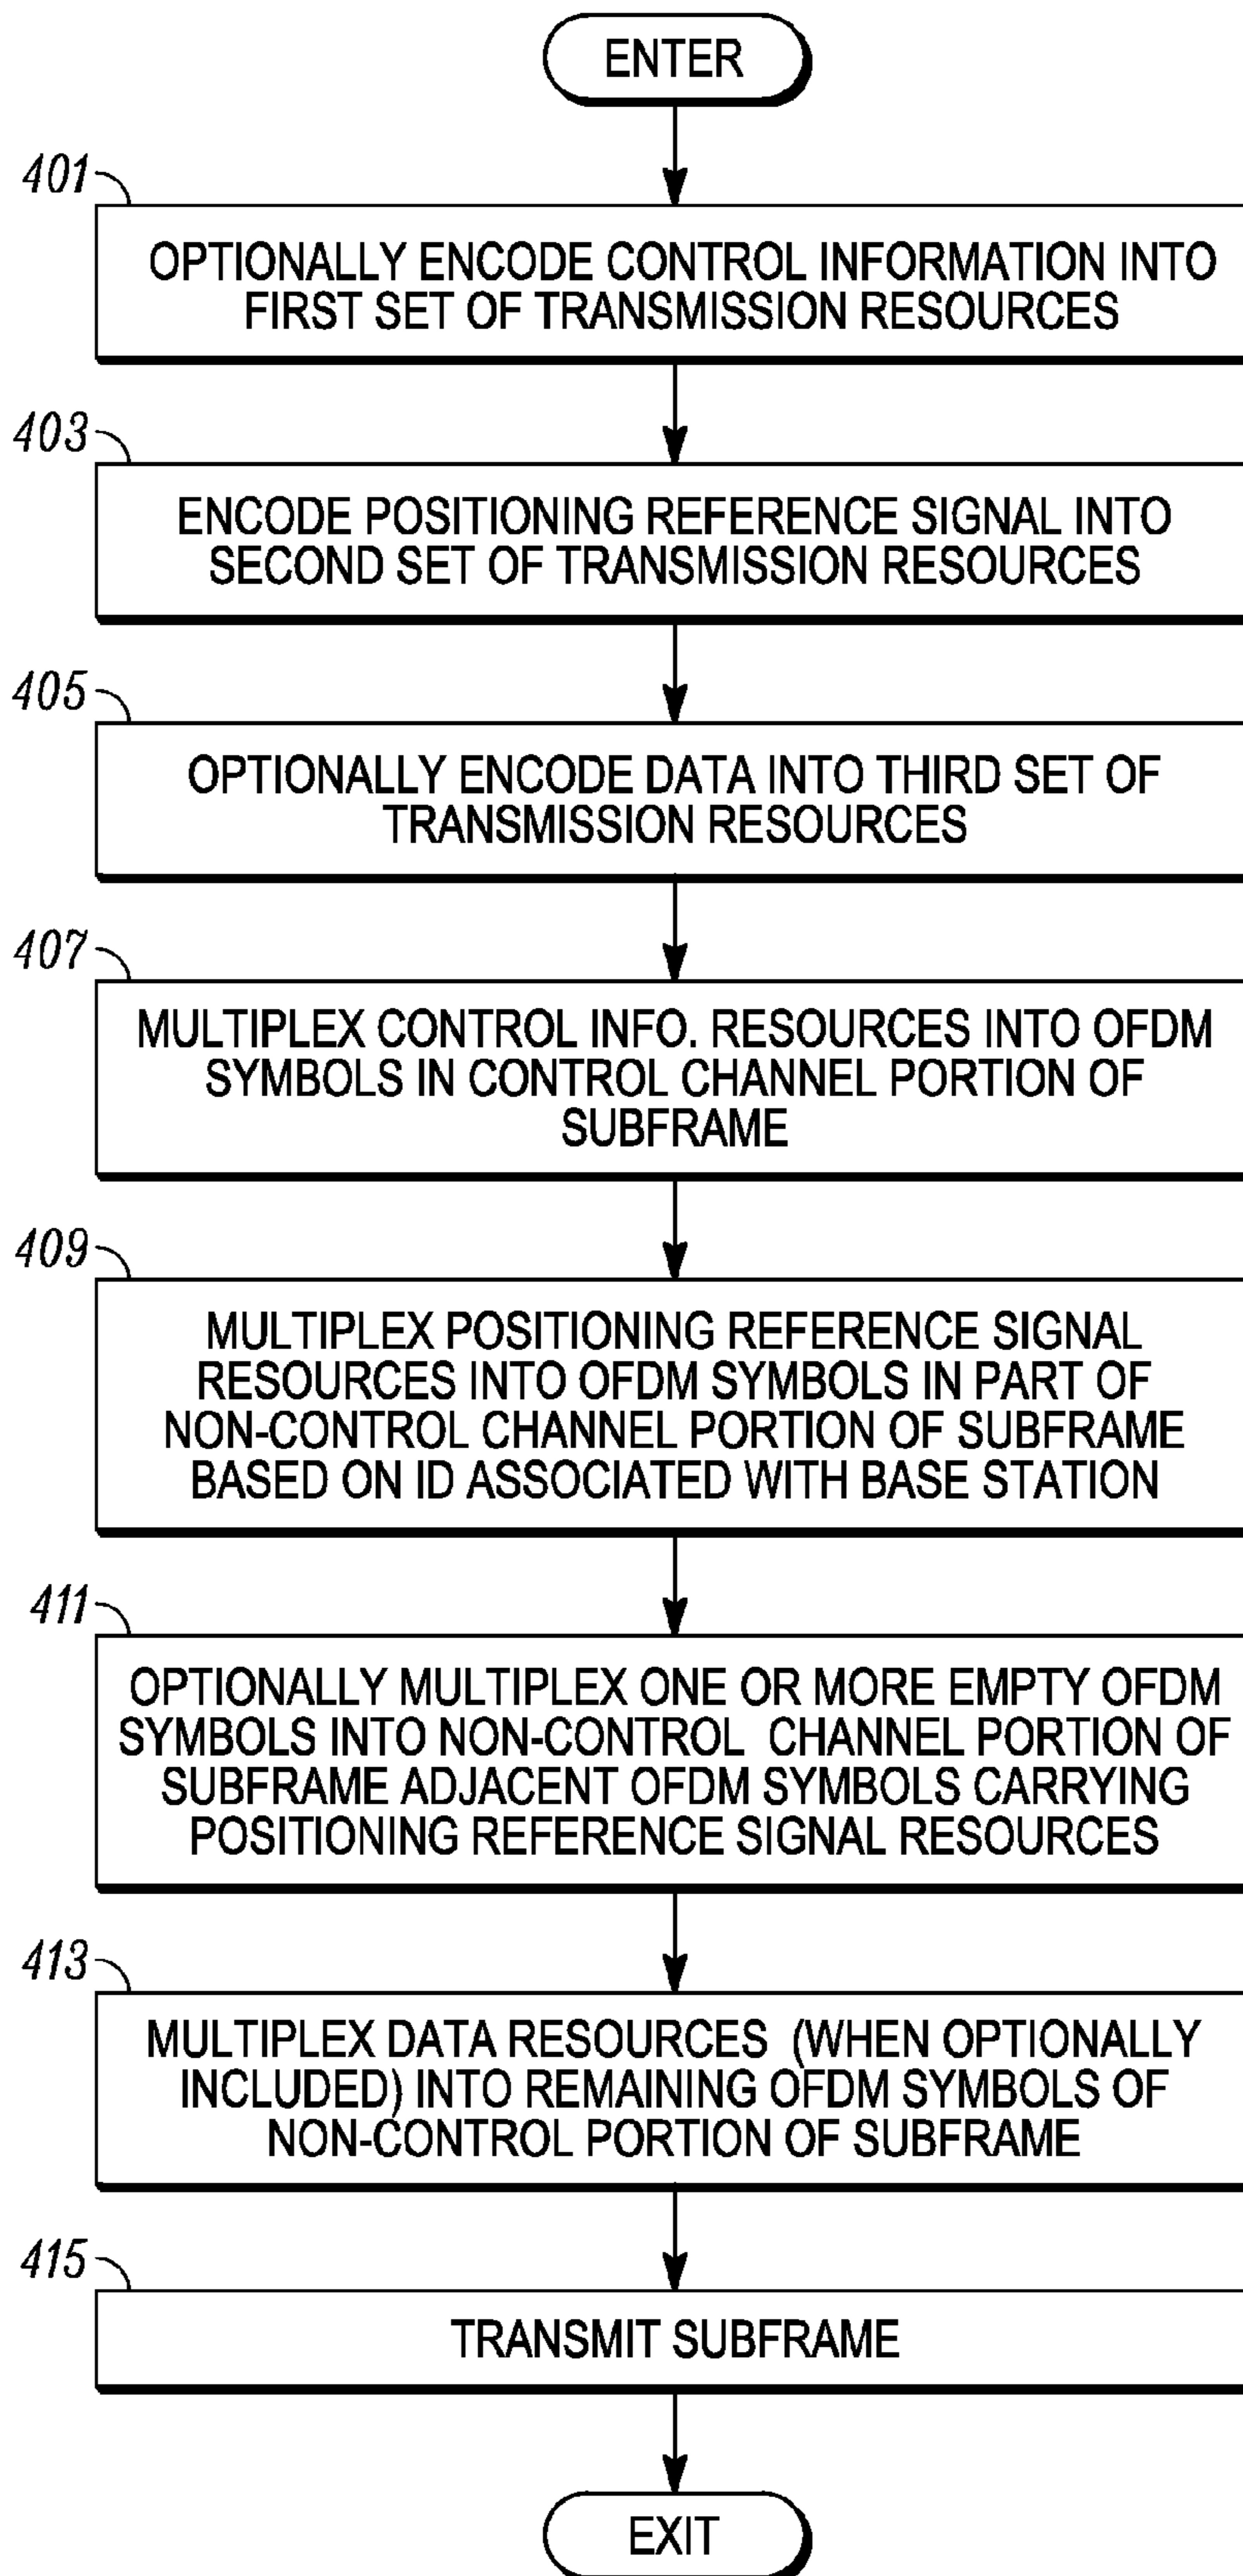 ENTER
401
OPTIONALLY ENCODE CONTROL INFORMATION INTO
FIRST SET OF TRANSMISSION RESOURCES
403
ENCODE POSITIONING REFERENCE SIGNAL INTO
SECOND SET OF TRANSMISSION RESOURCES
405
OPTIONALLY ENCODE DATA INTO THIRD SET OF
TRANSMISSION RESOURCES
407
MULTIPLEX CONTROL INFO. RESOURCES INTO OFDM
SYMBOLS IN CONTROL CHANNEL PORTION OF
SUBFRAME
409
MULTIPLEX POSITIONING REFERENCE SIGNAL
RESOURCES INTO OFDM SYMBOLS IN PART OF
NON-CONTROL CHANNEL PORTION OF SUBFRAME
BASED ON ID ASSOCIATED WITH BASE STATION
411
OPTIONALLY MULTIPLEX ONE OR MORE EMPTY OFDM
SYMBOLS INTO NON-CONTROL CHANNEL PORTION OF
SUBFRAME ADJACENT OFDM SYMBOLS CARRYING
POSITIONING REFERENCE SIGNAL RESOURCES
413
MULTIPLEX DATA RESOURCES (WHEN OPTIONALLY
INCLUDED) INTO REMAINING OFDM SYMBOLS OF
NON-CONTROL PORTION OF SUBFRAME
415
TRANSMIT SUBFRAME
EXIT